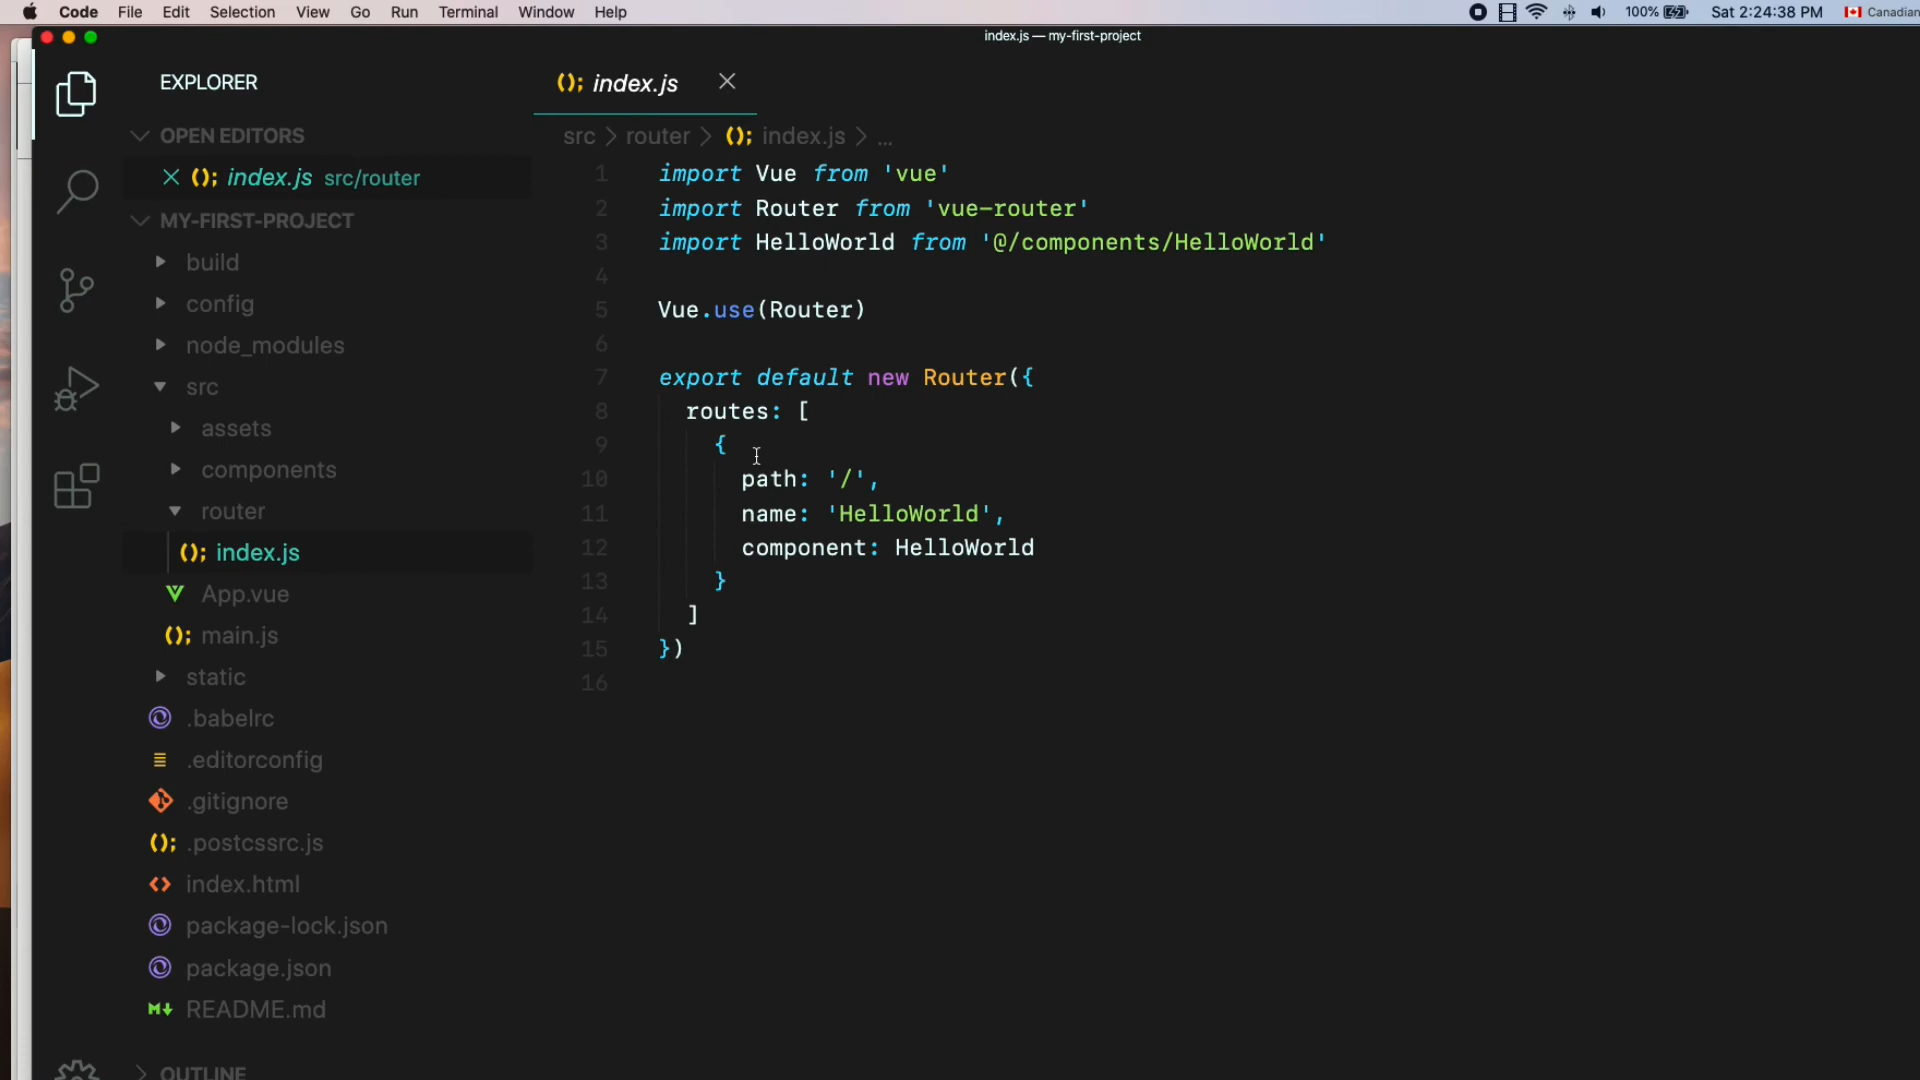 Code File Edit Selection View Go Run Terminal Window Help
100% Sat 2:24:38 PM Canadian
index.js — my-first-project
EXPLORER
OPEN EDITORS
index.js src/router
MY-FIRST-PROJECT
build
config
node_modules
src
assets
components
router
(); index.js
App.vue
(); main.js
static
.babelrc
.editorconfig
.gitignore
(); .postcssrc.js
index.html
package-lock.json
package.json
README.md
OUTLINE
(); index.js
src > router > (); index.js > ...
1 import Vue from 'vue'
2 import Router from 'vue-router'
3 import HelloWorld from '@/components/HelloWorld'
4
5 Vue.use(Router)
6
7 export default new Router({
8 routes: [
9 {
10 path: '/',
11 name: 'HelloWorld',
12 component: HelloWorld
13 }
14 ]
15 })
16